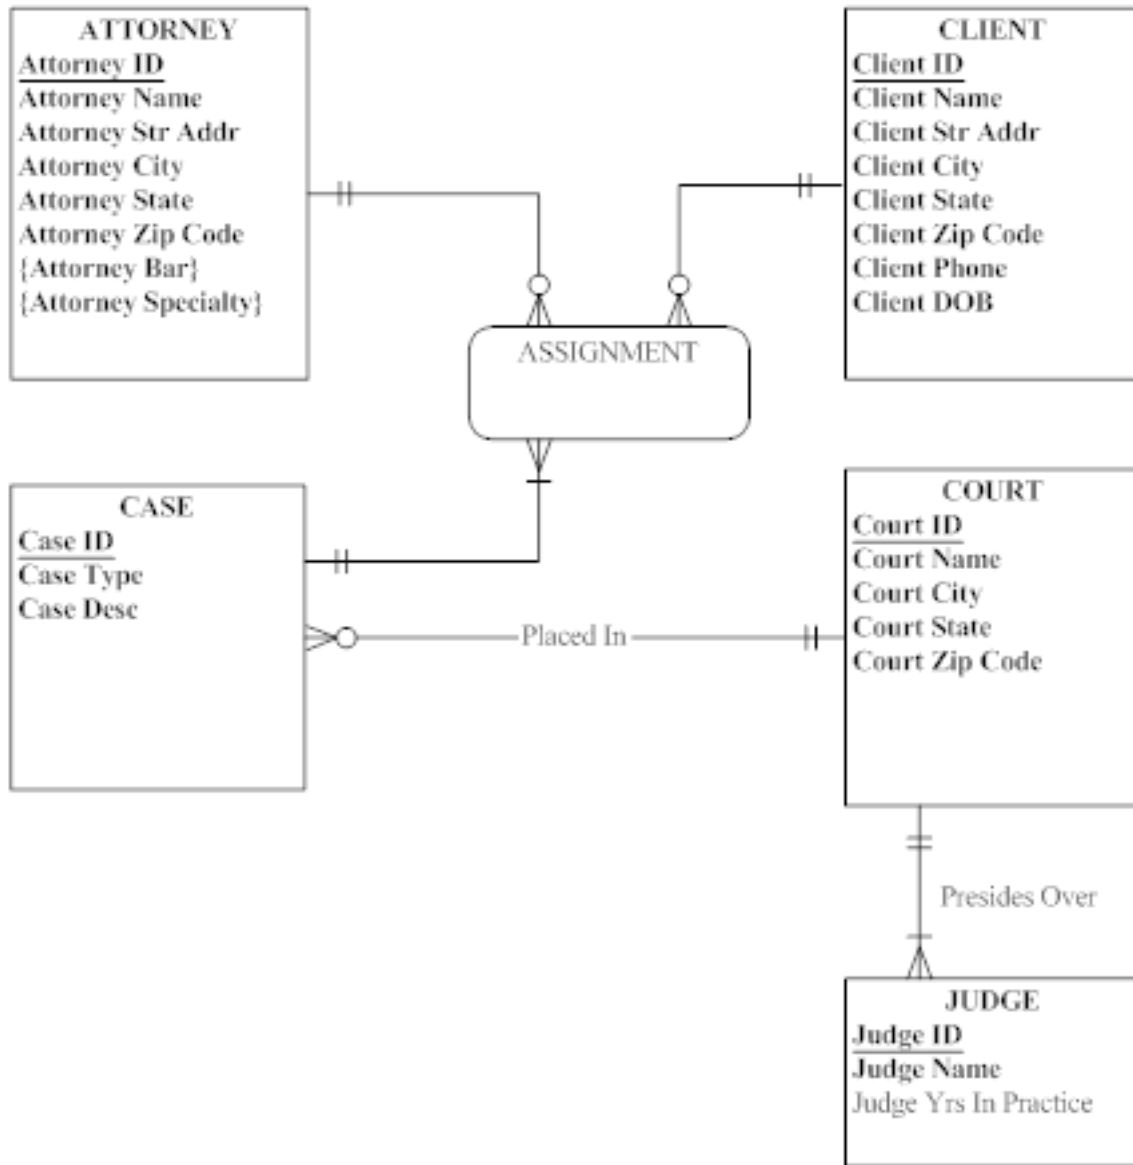 ATTORNEY
Attorney ID
Attorney Name
Attorney Str Addr
Attorney City
Attorney State
Attorney Zip Code
{Attorney Bar}
{Attorney Specialty}
CLIENT
Client ID
Client Name
Client Str Addr
Client City
Client State
Client Zip Code
Client Phone
Client DOB
ASSIGNMENT
CASE
Case ID
Case Type
Case Desc
Placed In
COURT
Court ID
Court Name
Court City
Court State
Court Zip Code
Presides Over
JUDGE
Judge ID
Judge Name
Judge Yrs In Practice